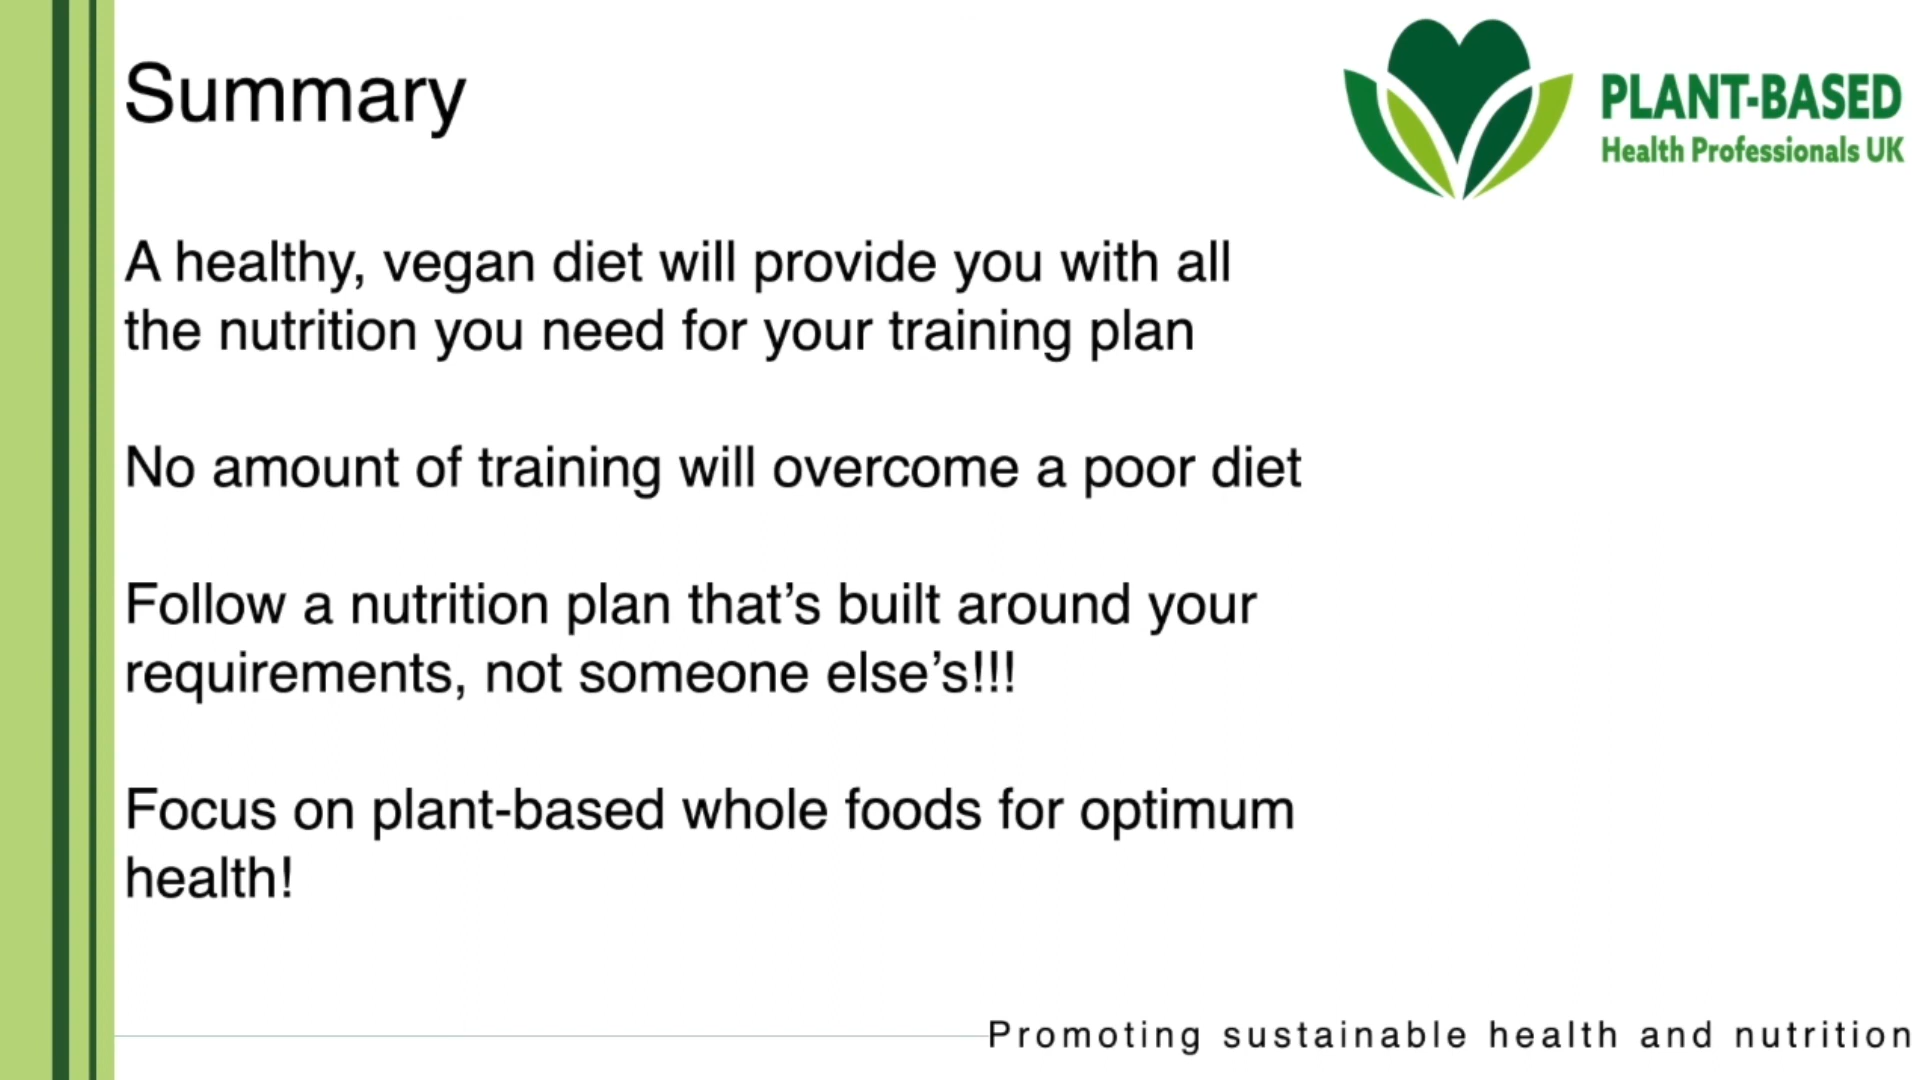 Summary
PLANT-BASED
Health Professionals UK
A healthy, vegan diet will provide you with all
the nutrition you need for your training plan
No amount of training will overcome a poor diet
Follow a nutrition plan that’s built around your
requirements, not someone else’s!!!
Focus on plant-based whole foods for optimum
health!
Promoting sustainable health and nutrition